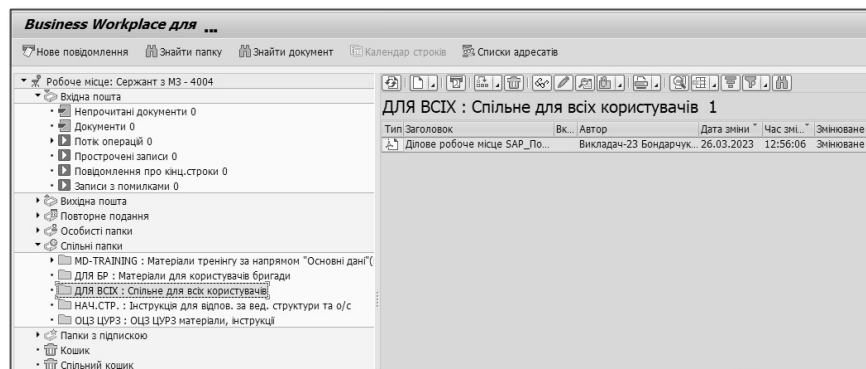 Business Workplace для ...
Нове повідомлення Знайти папку Знайти документ Календар строків Списки адресатів
Робоче місце: Сержант з МЗ - 4004
Вхідна пошта
Непрочитані документи 0
Документи 0
Потік операцій 0
Прострочені записи 0
Повідомлення про кінц.строки 0
Записи з помилками 0
Вихідна пошта
Повторне подання
Особисті папки
Спільні папки
MD-TRAINING : Матеріали тренінгу за напрямом "Основні дані"(
ДЛЯ БР : Матеріали для користувачів бригади
ДЛЯ ВСІХ : Спільне для всіх користувачів
НАЧ.СТР. : Інструкція для відпов. за вед. структури та о/с
ОЦЗ ЦУРЗ : ОЦЗ ЦУРЗ матеріали, інструкції
Папки з підпискою
Кошик
Спільний кошик
ДЛЯ ВСІХ : Спільне для всіх користувачів 1
Тип Заголовок Вк... Автор Дата зміни Час змі... Змінюване
Ділове робоче місце SAP_По... Викладач-23 Бондарчук... 26.03.2023 12:56:06 Змінюване